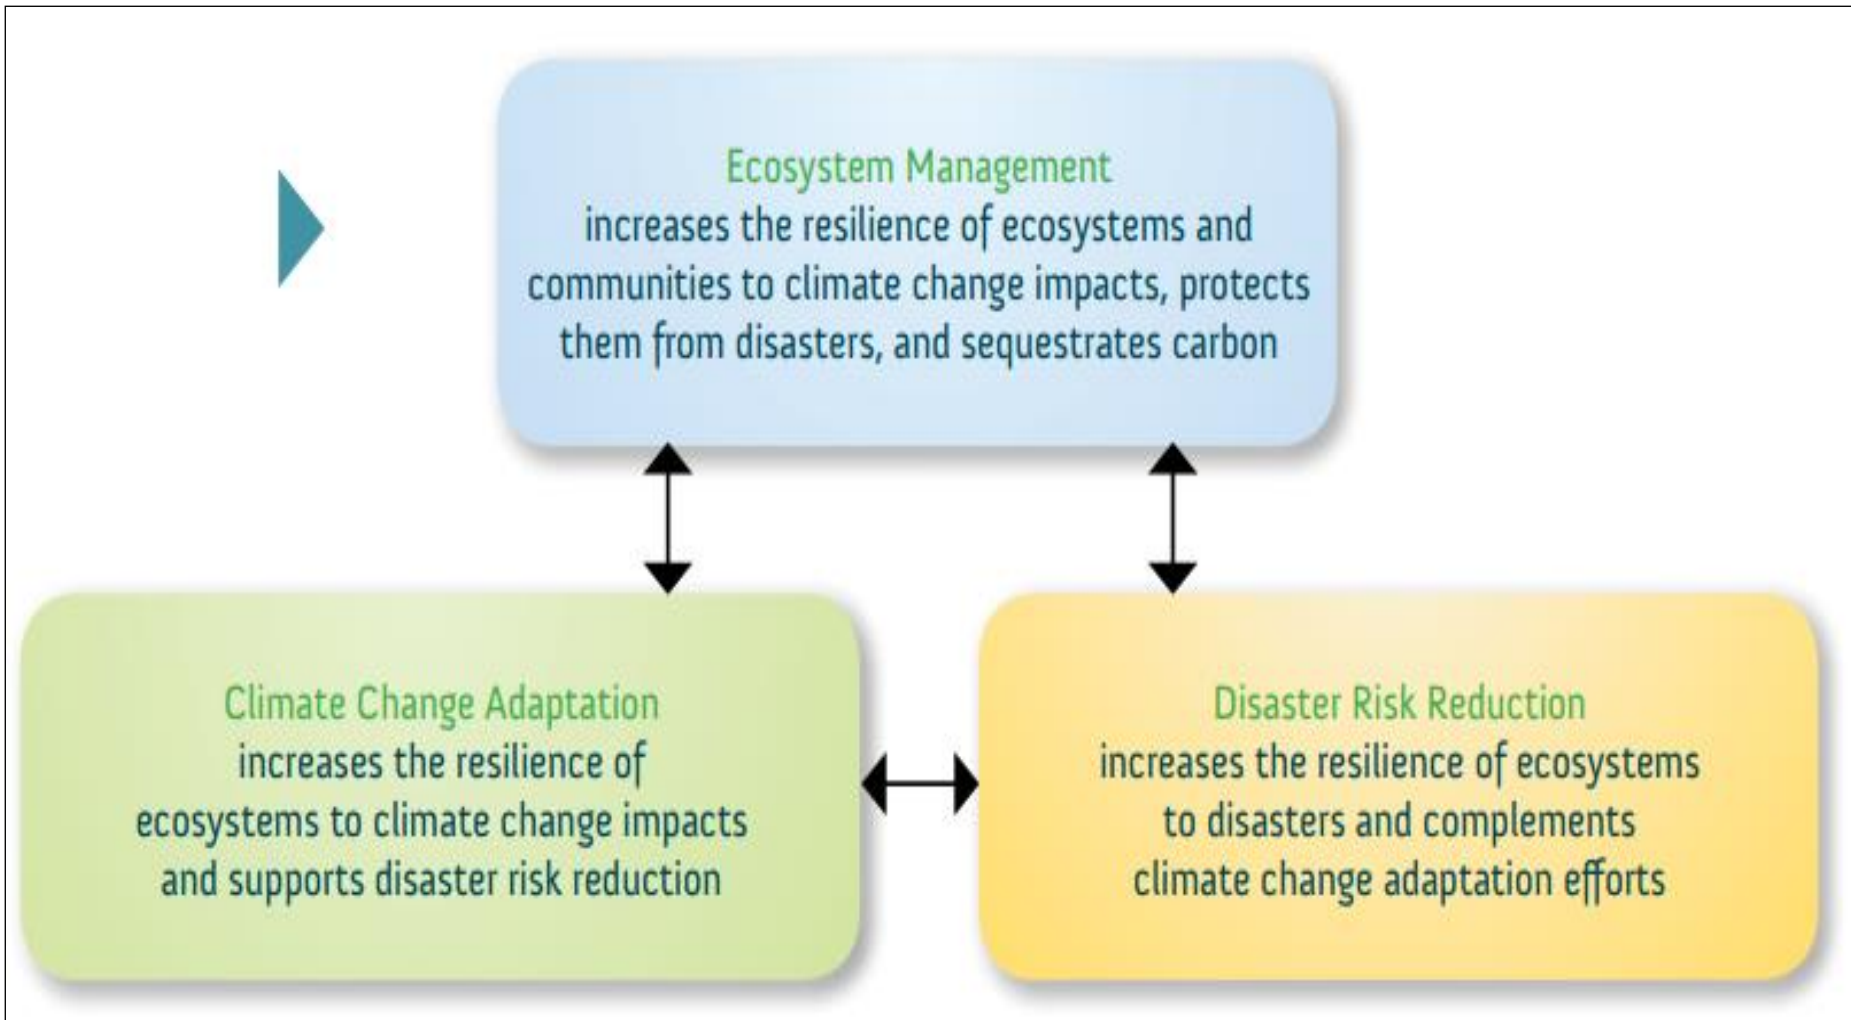 Ecosystem Management
increases the resilience of ecosystems and
communities to climate change impacts, protects
them from disasters, and sequestrates carbon
Climate Change Adaptation
increases the resilience of
ecosystems to climate change impacts
and supports disaster risk reduction
Disaster Risk Reduction
increases the resilience of ecosystems
to disasters and complements
climate change adaptation efforts